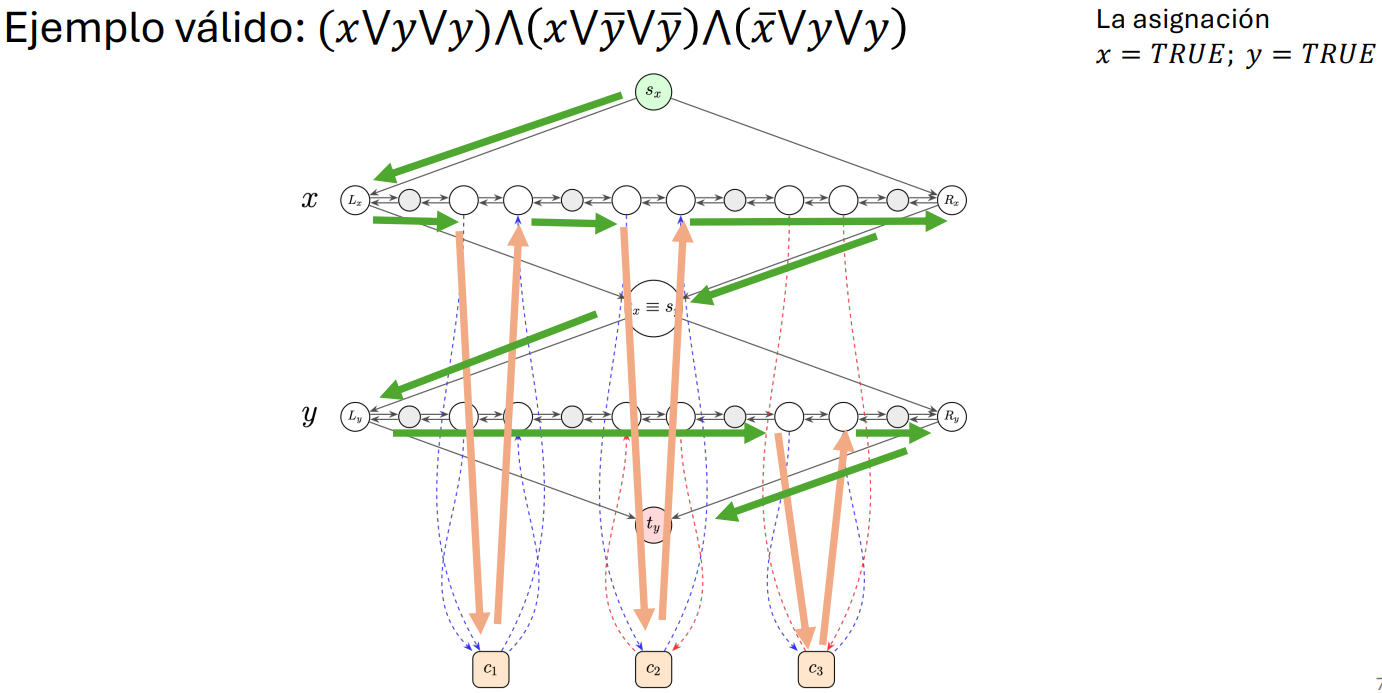 Ejemplo válido: (x⋁y⋁y)⋀(x⋁ȳ⋁ȳ)⋀(x̄⋁y⋁y)
La asignación
x = TRUE; y = TRUE
s_x
x
L_x
R_x
x ≡ s
y
L_y
R_y
t_y
c_1
c_2
c_3
7